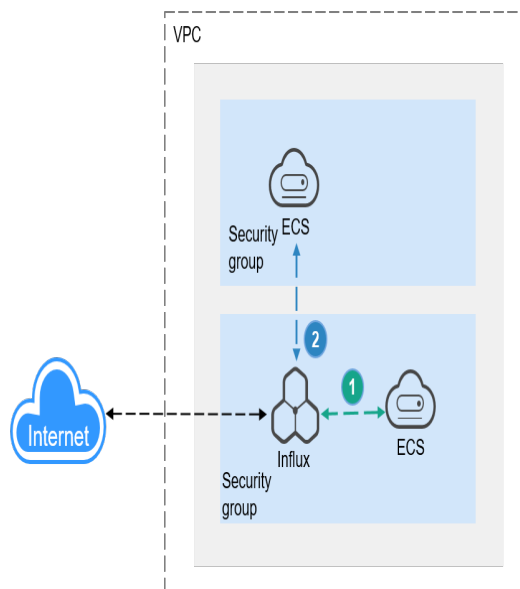 VPC
ECS
Security
group
2
1
Internet
Influx
ECS
Security
group